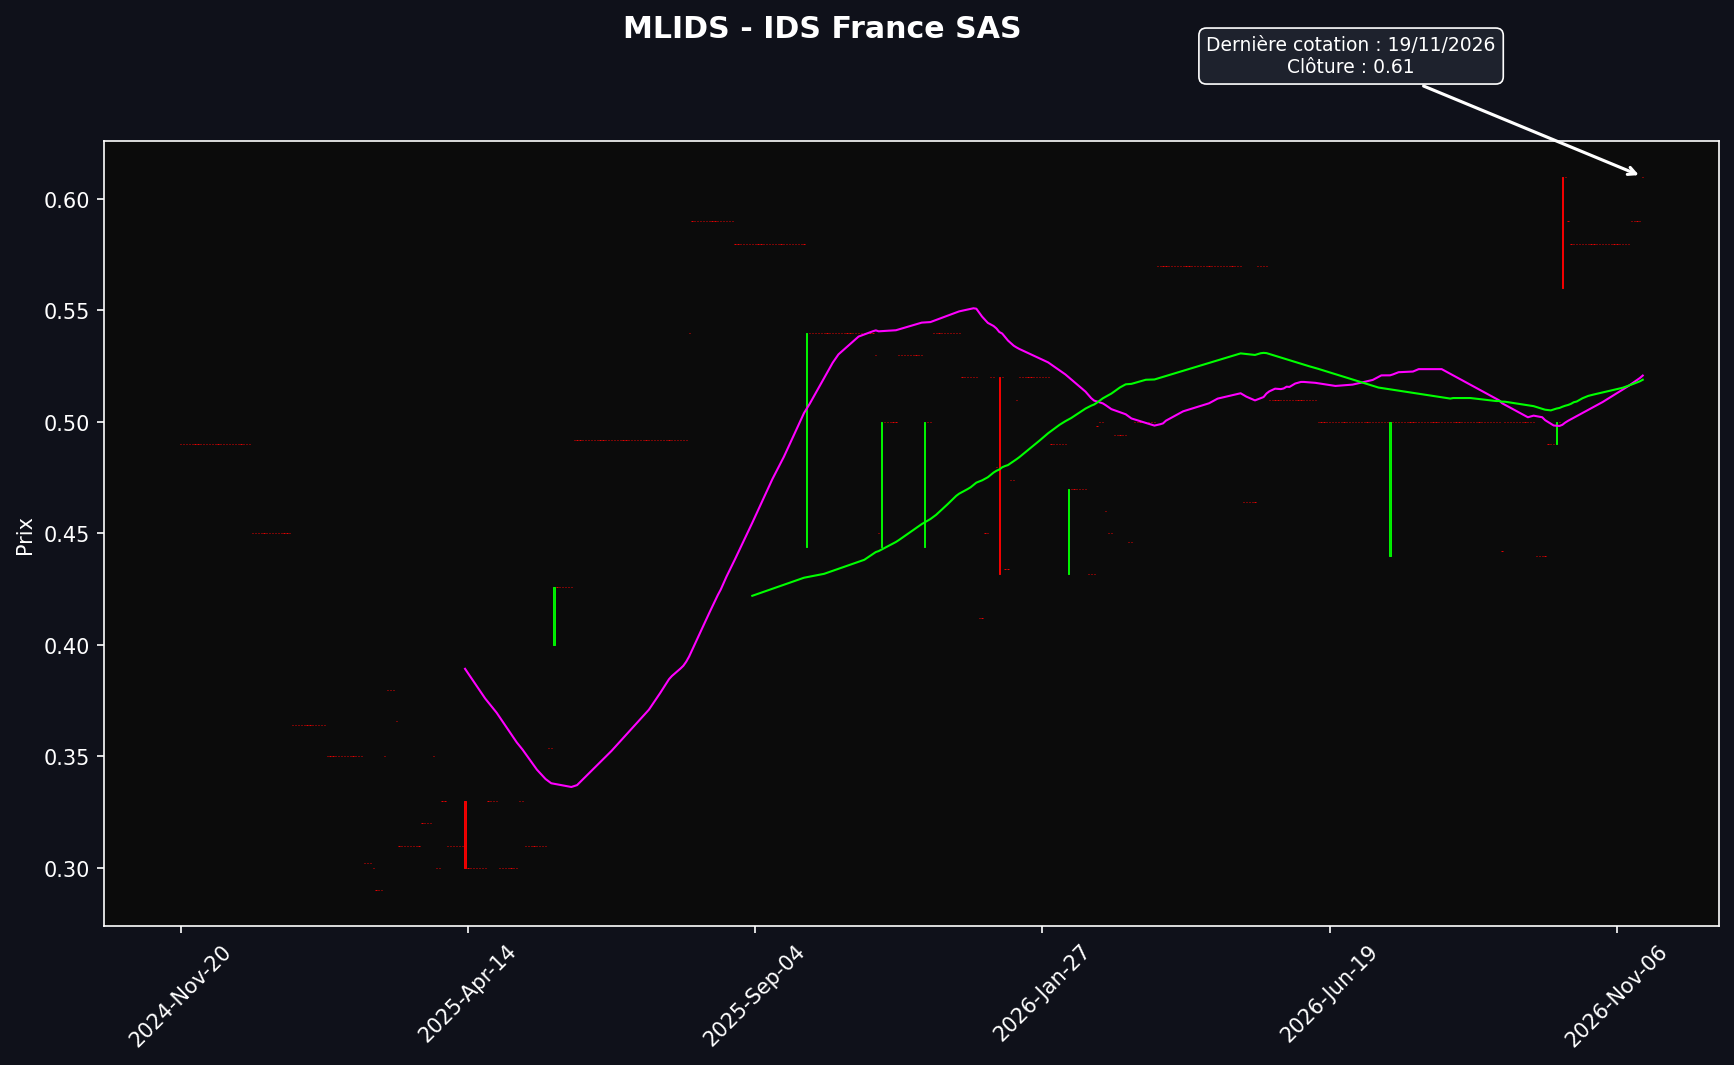 MLIDS - IDS France SAS
Dernière cotation : 19/11/2026
Clôture : 0.61
Prix
0.60
0.55
0.50
0.45
0.40
0.35
0.30
2024-Nov-20
2025-Apr-14
2025-Sep-04
2026-Jan-27
2026-Jun-19
2026-Nov-06